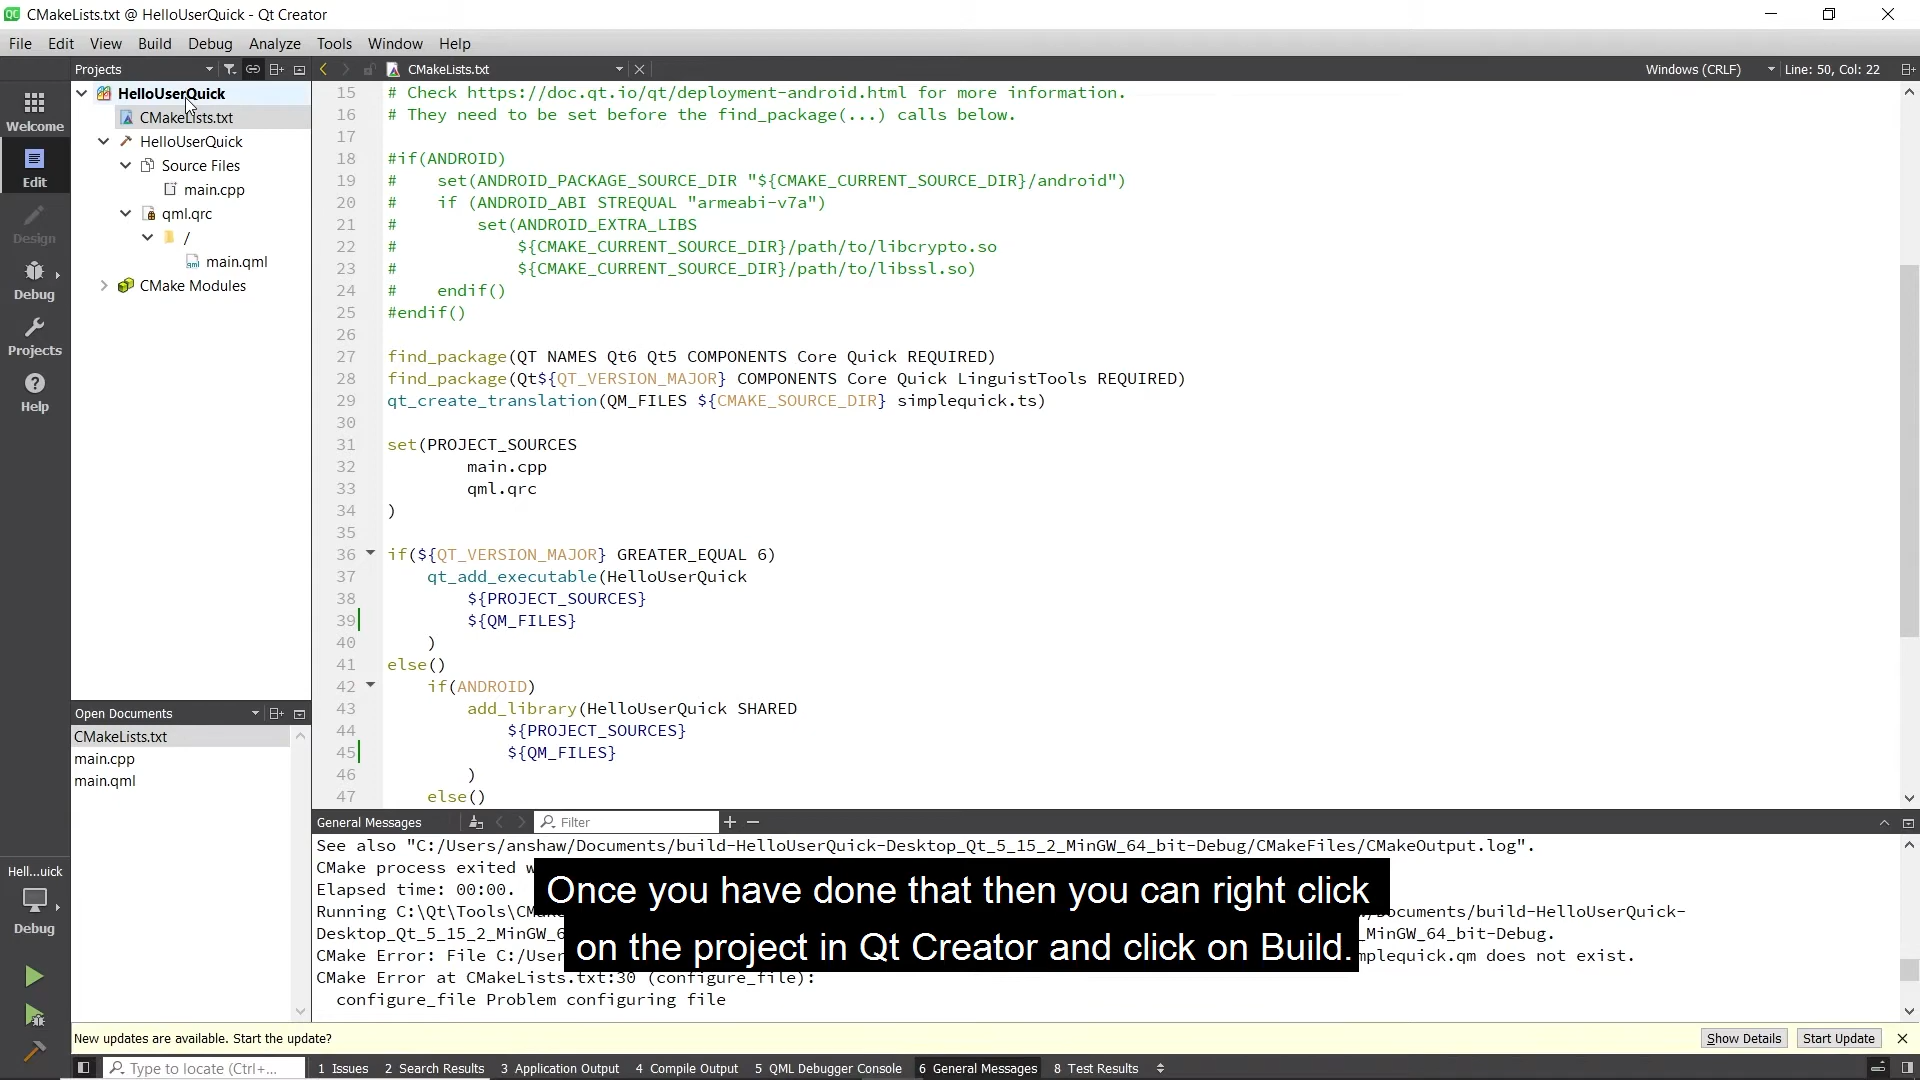 CMakeLists.txt @ HelloUserQuick - Qt Creator
File Edit View Build Debug Analyze Tools Window Help
Projects
CMakeLists.txt
Windows (CRLF)
Line: 50, Col: 22
Welcome
Edit
Design
Debug
Projects
Help
HelloUserQuick
CMakeLists.txt
HelloUserQuick
Source Files
main.cpp
qml.qrc
/
main.qml
CMake Modules
15 # Check https://doc.qt.io/qt/deployment-android.html for more information.
16 # They need to be set before the find_package(...) calls below.
17
18 #if(ANDROID)
19 #    set(ANDROID_PACKAGE_SOURCE_DIR "${CMAKE_CURRENT_SOURCE_DIR}/android")
20 #    if (ANDROID_ABI STREQUAL "armeabi-v7a")
21 #        set(ANDROID_EXTRA_LIBS
22 #            ${CMAKE_CURRENT_SOURCE_DIR}/path/to/libcrypto.so
23 #            ${CMAKE_CURRENT_SOURCE_DIR}/path/to/libssl.so)
24 #    endif()
25 #endif()
26
27 find_package(QT NAMES Qt6 Qt5 COMPONENTS Core Quick REQUIRED)
28 find_package(Qt${QT_VERSION_MAJOR} COMPONENTS Core Quick LinguistTools REQUIRED)
29 qt_create_translation(QM_FILES ${CMAKE_SOURCE_DIR} simplequick.ts)
30
31 set(PROJECT_SOURCES
32         main.cpp
33         qml.qrc
34 )
35
36 if(${QT_VERSION_MAJOR} GREATER_EQUAL 6)
37     qt_add_executable(HelloUserQuick
38         ${PROJECT_SOURCES}
39         ${QM_FILES}
40     )
41 else()
42     if(ANDROID)
43         add_library(HelloUserQuick SHARED
44             ${PROJECT_SOURCES}
45             ${QM_FILES}
46         )
47     else()
Open Documents
CMakeLists.txt
main.cpp
main.qml
General Messages
Filter
See also "C:/Users/anshaw/Documents/build-HelloUserQuick-Desktop_Qt_5_15_2_MinGW_64_bit-Debug/CMakeFiles/CMakeOutput.log".
CMake process exited
Elapsed time: 00:00.
Running C:\Qt\Tools\CM ocuments/build-HelloUserQuick-
Desktop_Qt_5_15_2_MinGW_6 _MinGW_64_bit-Debug.
CMake Error: File C:/User mplequick.qm does not exist.
CMake Error at CMakeLists.txt:30 (configure_file):
configure_file Problem configuring file
Once you have done that then you can right click
on the project in Qt Creator and click on Build.
Hell...uick
Debug
New updates are available. Start the update?
Show Details
Start Update
Type to locate (Ctrl+...
1 Issues 2 Search Results 3 Application Output 4 Compile Output 5 QML Debugger Console 6 General Messages 8 Test Results